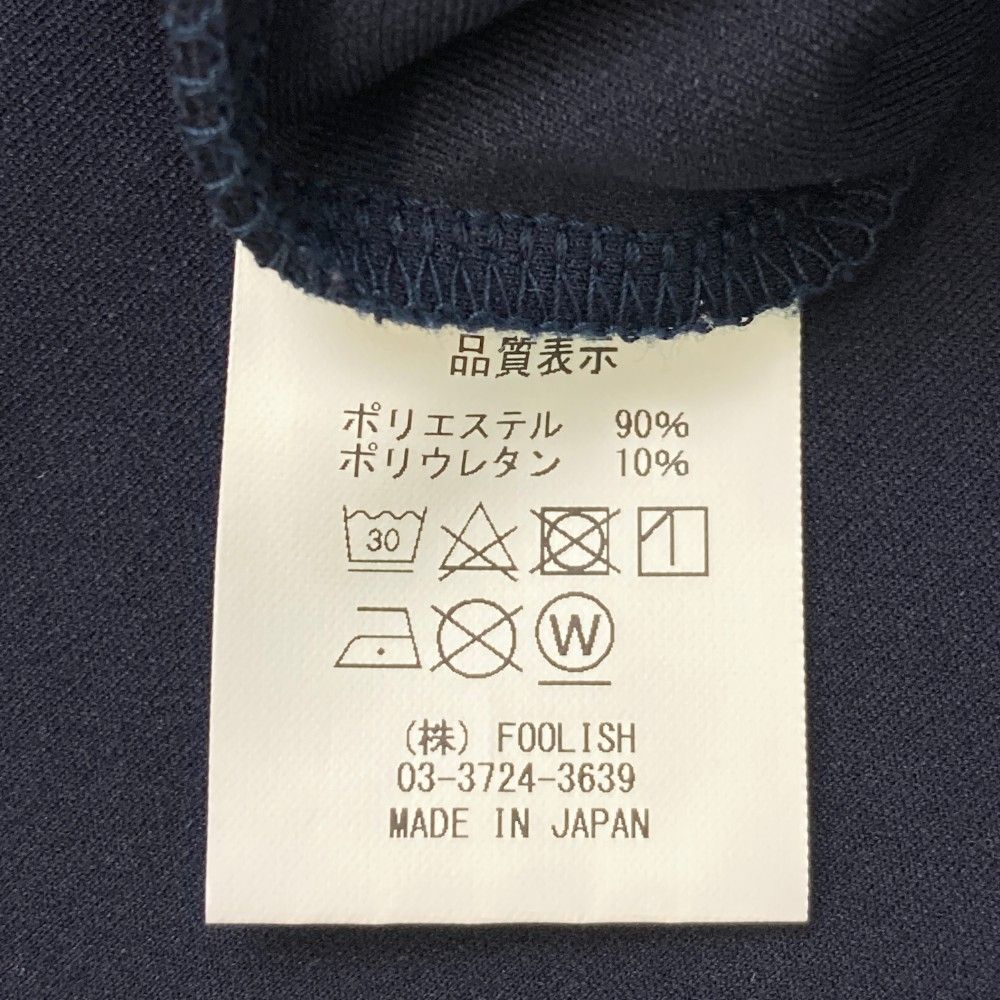 品質表示
ポリエステル 90%
ポリウレタン 10%
30
W
(株) FOOLISH
03-3724-3639
MADE IN JAPAN